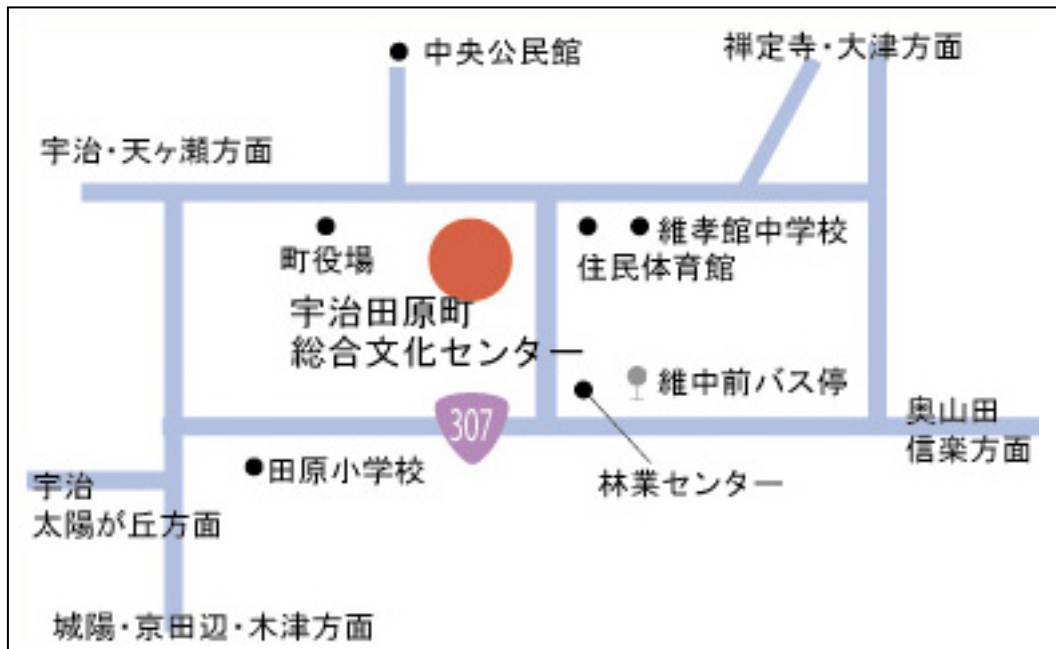 中央公民館
禅定寺・大津方面
宇治・天ヶ瀬方面
町役場
維孝館中学校
住民体育館
宇治田原町
総合文化センター
維中前バス停
307
奥山田
信楽方面
田原小学校
林業センター
宇治
太陽が丘方面
城陽・京田辺・木津方面